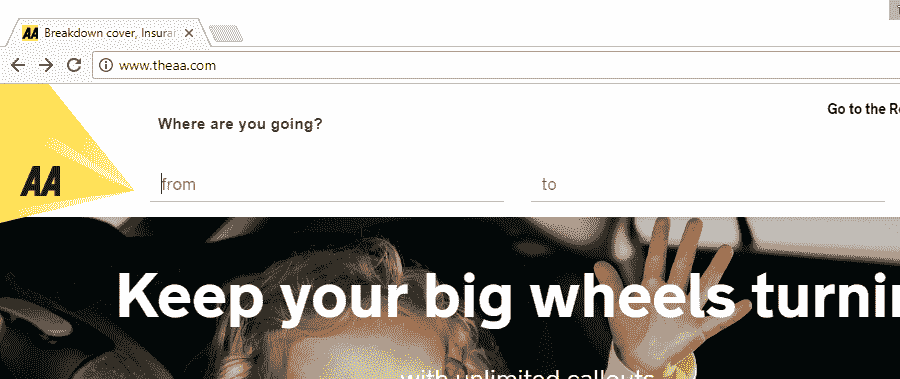 AA Breakdown cover, Insura
www.theaa.com
Go to the R
Where are you going?
AA
from
to
Keep your big wheels turni
with unlimited callouts